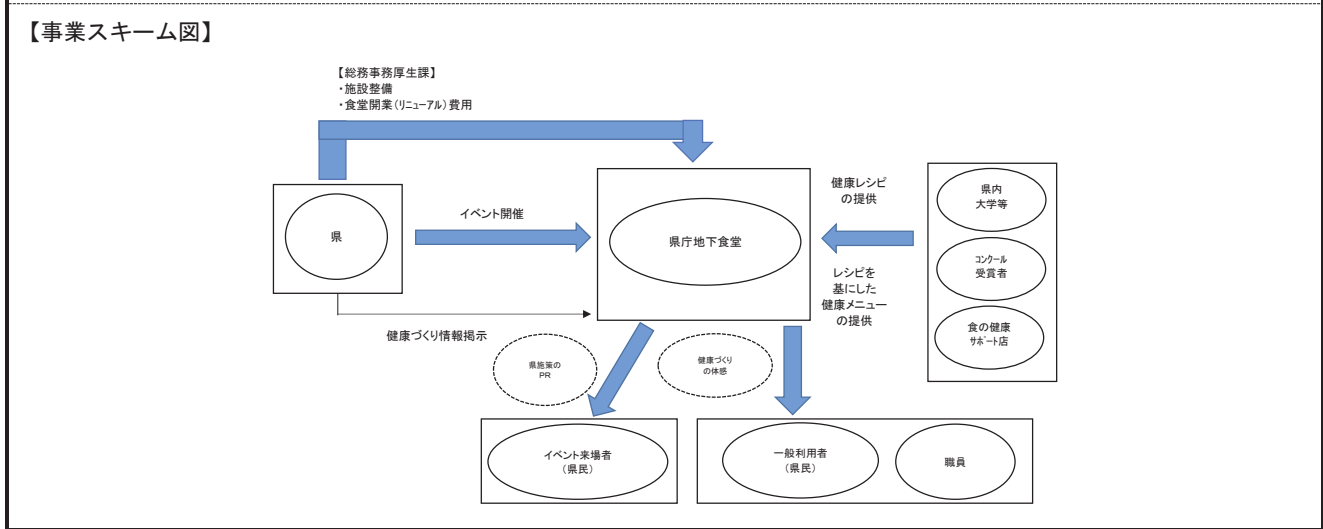 【事業スキーム図】
【総務事務厚生課】
・施設整備
・食堂開業(リニューアル)費用
県
イベント開催
健康づくり情報掲示
県庁地下食堂
健康レシピ
の提供
レシピを
基にした
健康メニュー
の提供
県内
大学等
コンクール
受賞者
食の健康
サポート店
県施策の
PR
健康づくり
の体感
イベント来場者
(県民)
一般利用者
(県民)
職員